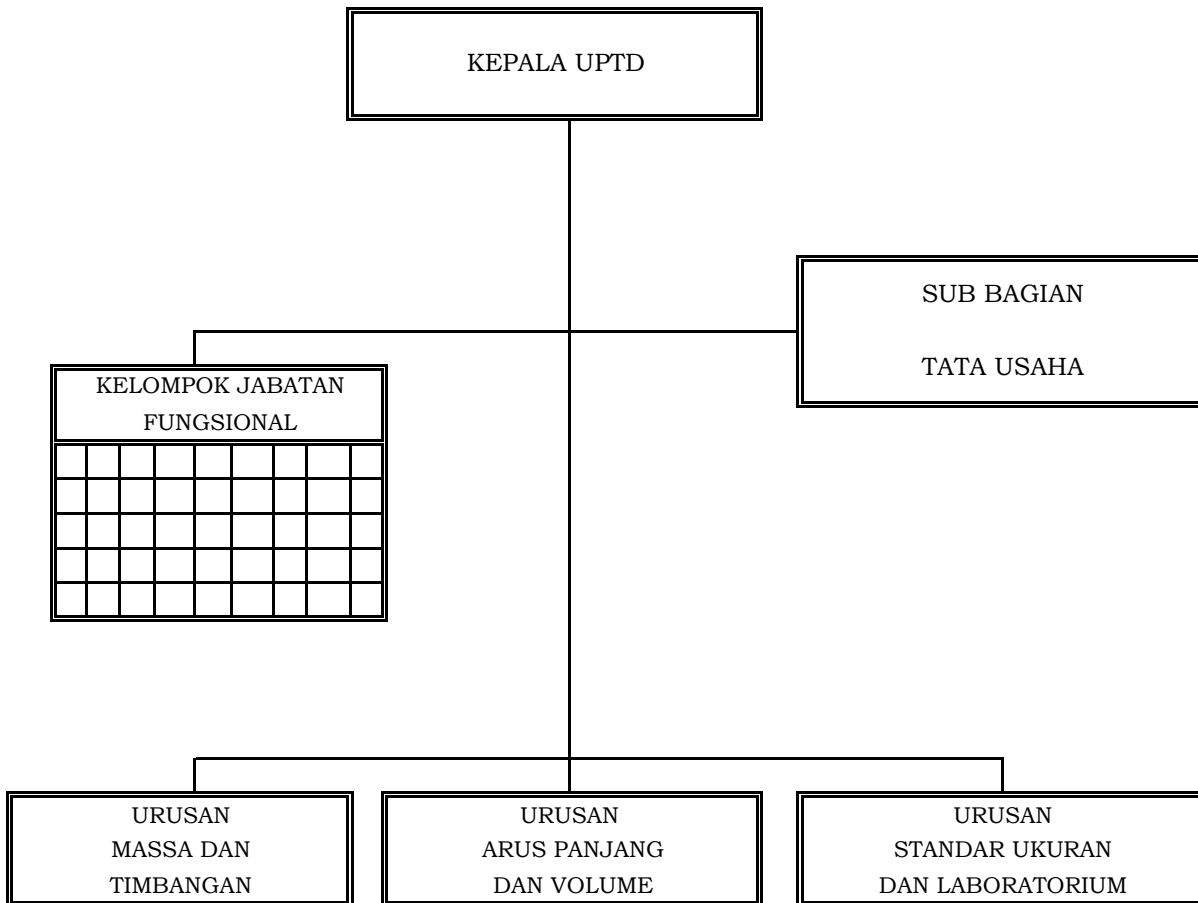 KEPALA UPTD
SUB BAGIAN
TATA USAHA
KELOMPOK JABATAN
FUNGSIONAL
URUSAN
MASSA DAN
TIMBANGAN
URUSAN
ARUS PANJANG
DAN VOLUME
URUSAN
STANDAR UKURAN
DAN LABORATORIUM